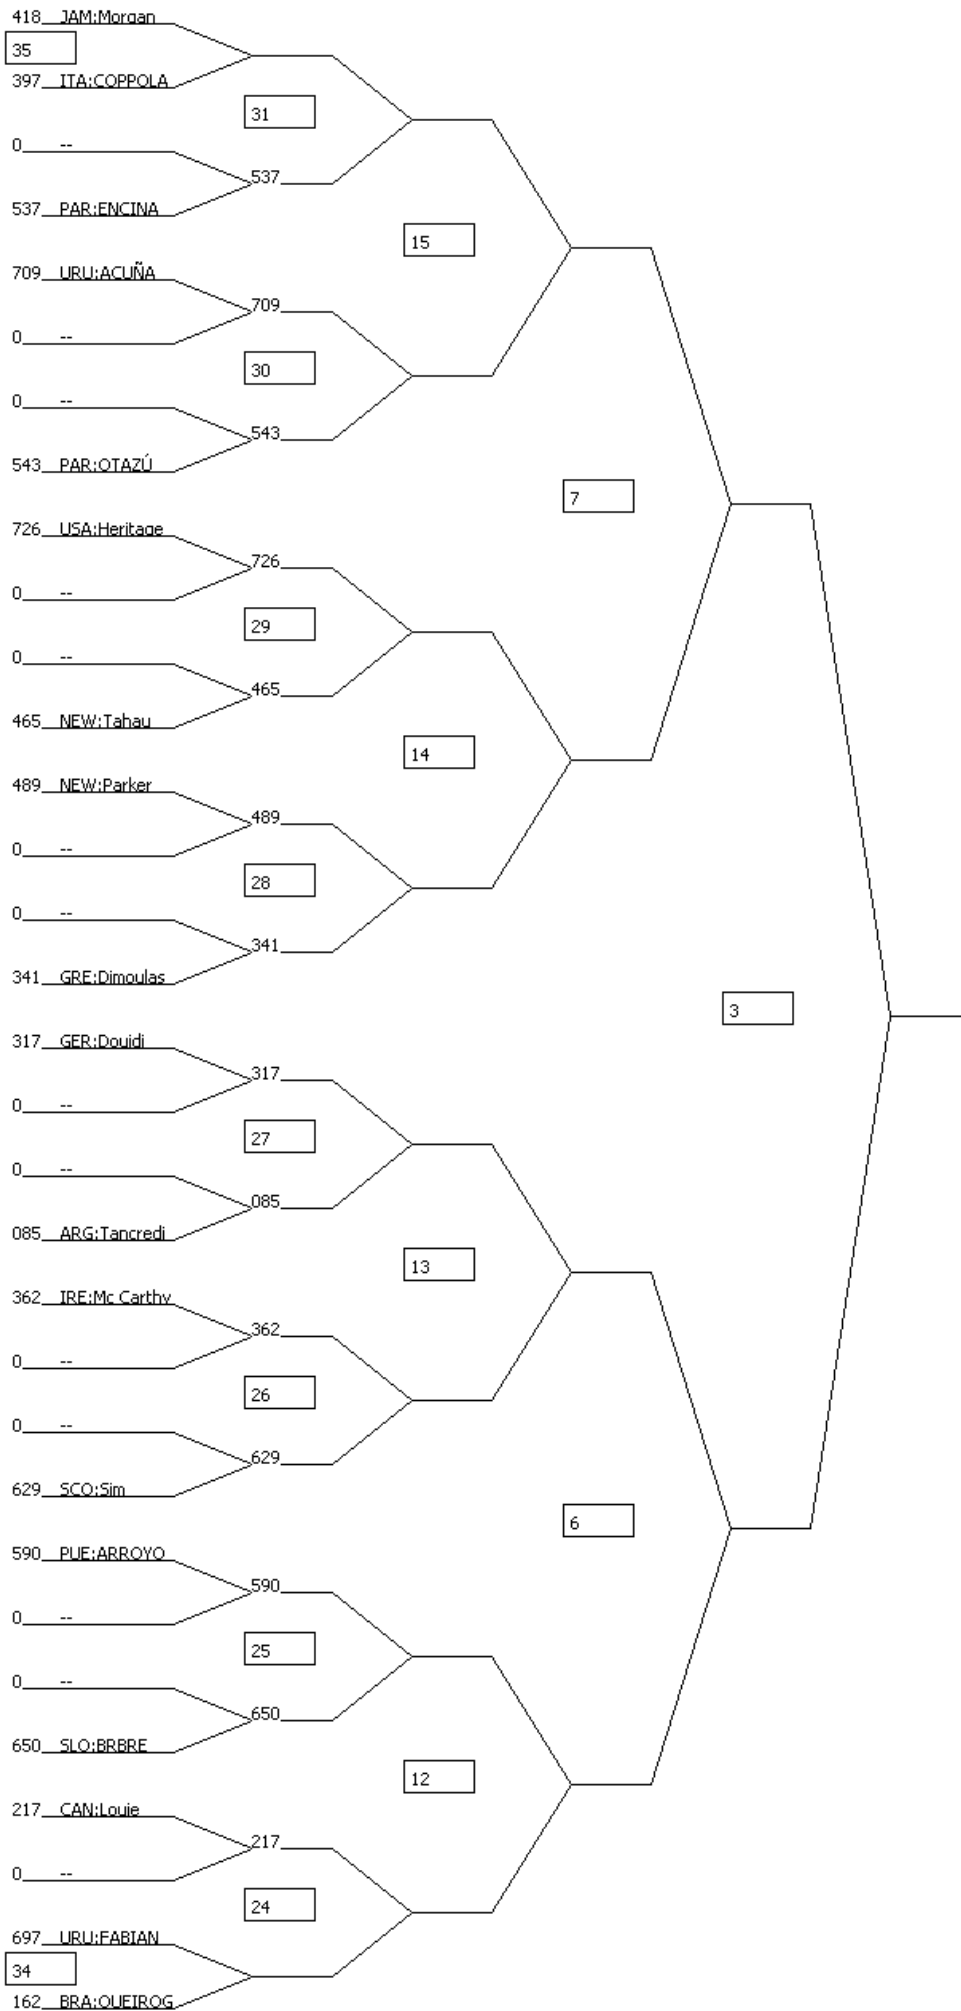 418 JAM:Morgan
35
397 ITA:COPPOLA
31
0 --
537
537 PAR:ENCINA
15
709 URU:ACUÑA
709
0 --
30
0 --
543
543 PAR:OTAZÚ
7
726 USA:Heritage
726
0 --
29
0 --
465
465 NEW:Tahau
14
489 NEW:Parker
489
0 --
28
0 --
341
341 GRE:Dimoulas
3
317 GER:Douidi
317
0 --
27
0 --
085
085 ARG:Tancredi
13
362 IRE:Mc Carthy
362
0 --
26
0 --
629
629 SCO:Sim
6
590 PUE:ARROYO
590
0 --
25
0 --
650
650 SLO:BRBRE
12
217 CAN:Louie
217
0 --
24
697 URU:FABIAN
34
162 BRA:QUEIROG